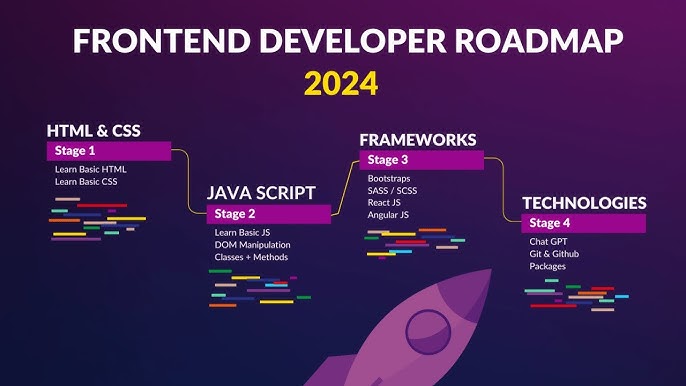 FRONTEND DEVELOPER ROADMAP
2024
HTML & CSS
Stage 1
Learn Basic HTML
Learn Basic CSS
JAVA SCRIPT
Stage 2
Learn Basic JS
DOM Manipulation
Classes + Methods
FRAMEWORKS
Stage 3
Bootstraps
SASS / SCSS
React JS
Angular JS
TECHNOLOGIES
Stage 4
Chat GPT
Git & Github
Packages